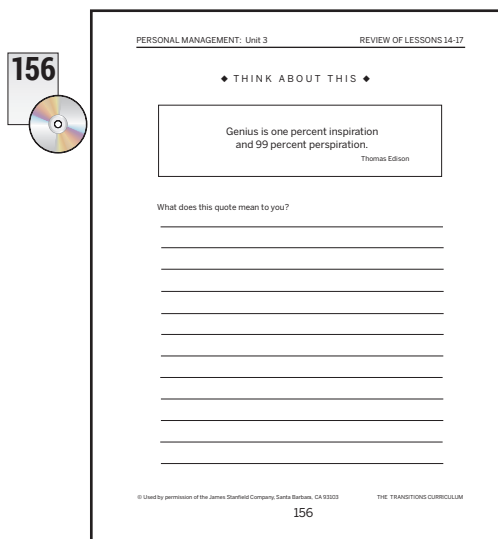 156
PERSONAL MANAGEMENT: Unit 3 REVIEW OF LESSONS 14-17
◆ THINK ABOUT THIS ◆
Genius is one percent inspiration
and 99 percent perspiration.
Thomas Edison
What does this quote mean to you?
© Used by permission of the James Stanfield Company, Santa Barbara, CA 93103 THE TRANSITIONS CURRICULUM
156